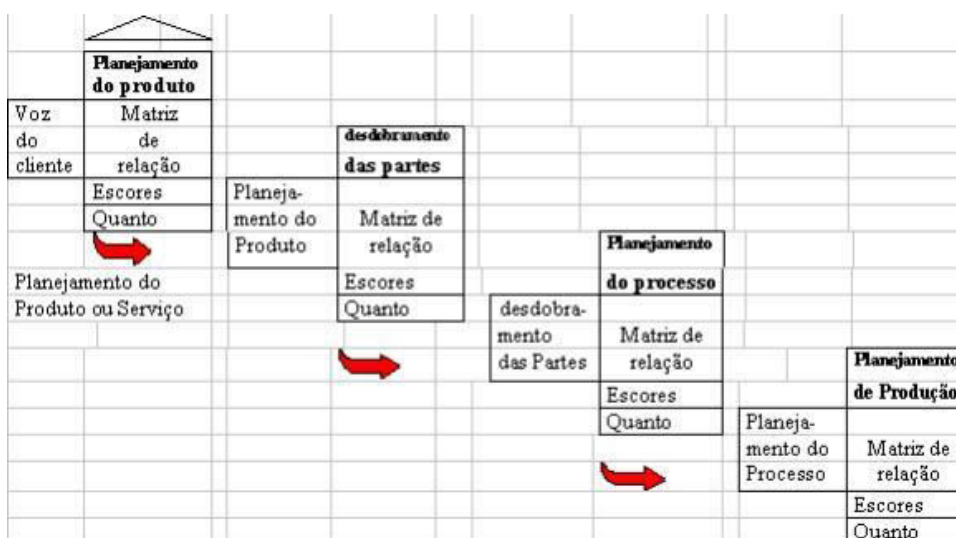 Planejamento
do produto
Voz
do
cliente
Matriz
de
relação
Escores
Quanto
Planejamento do
Produto ou Serviço
desdobramento
das partes
Planeja-
mento do
Produto
Matriz de
relação
Escores
Quanto
Planejamento
do processo
desdobra-
mento
das Partes
Matriz de
relação
Escores
Quanto
Planejamento
de Produção
Planeja-
mento do
Processo
Matriz de
relação
Escores
Quanto